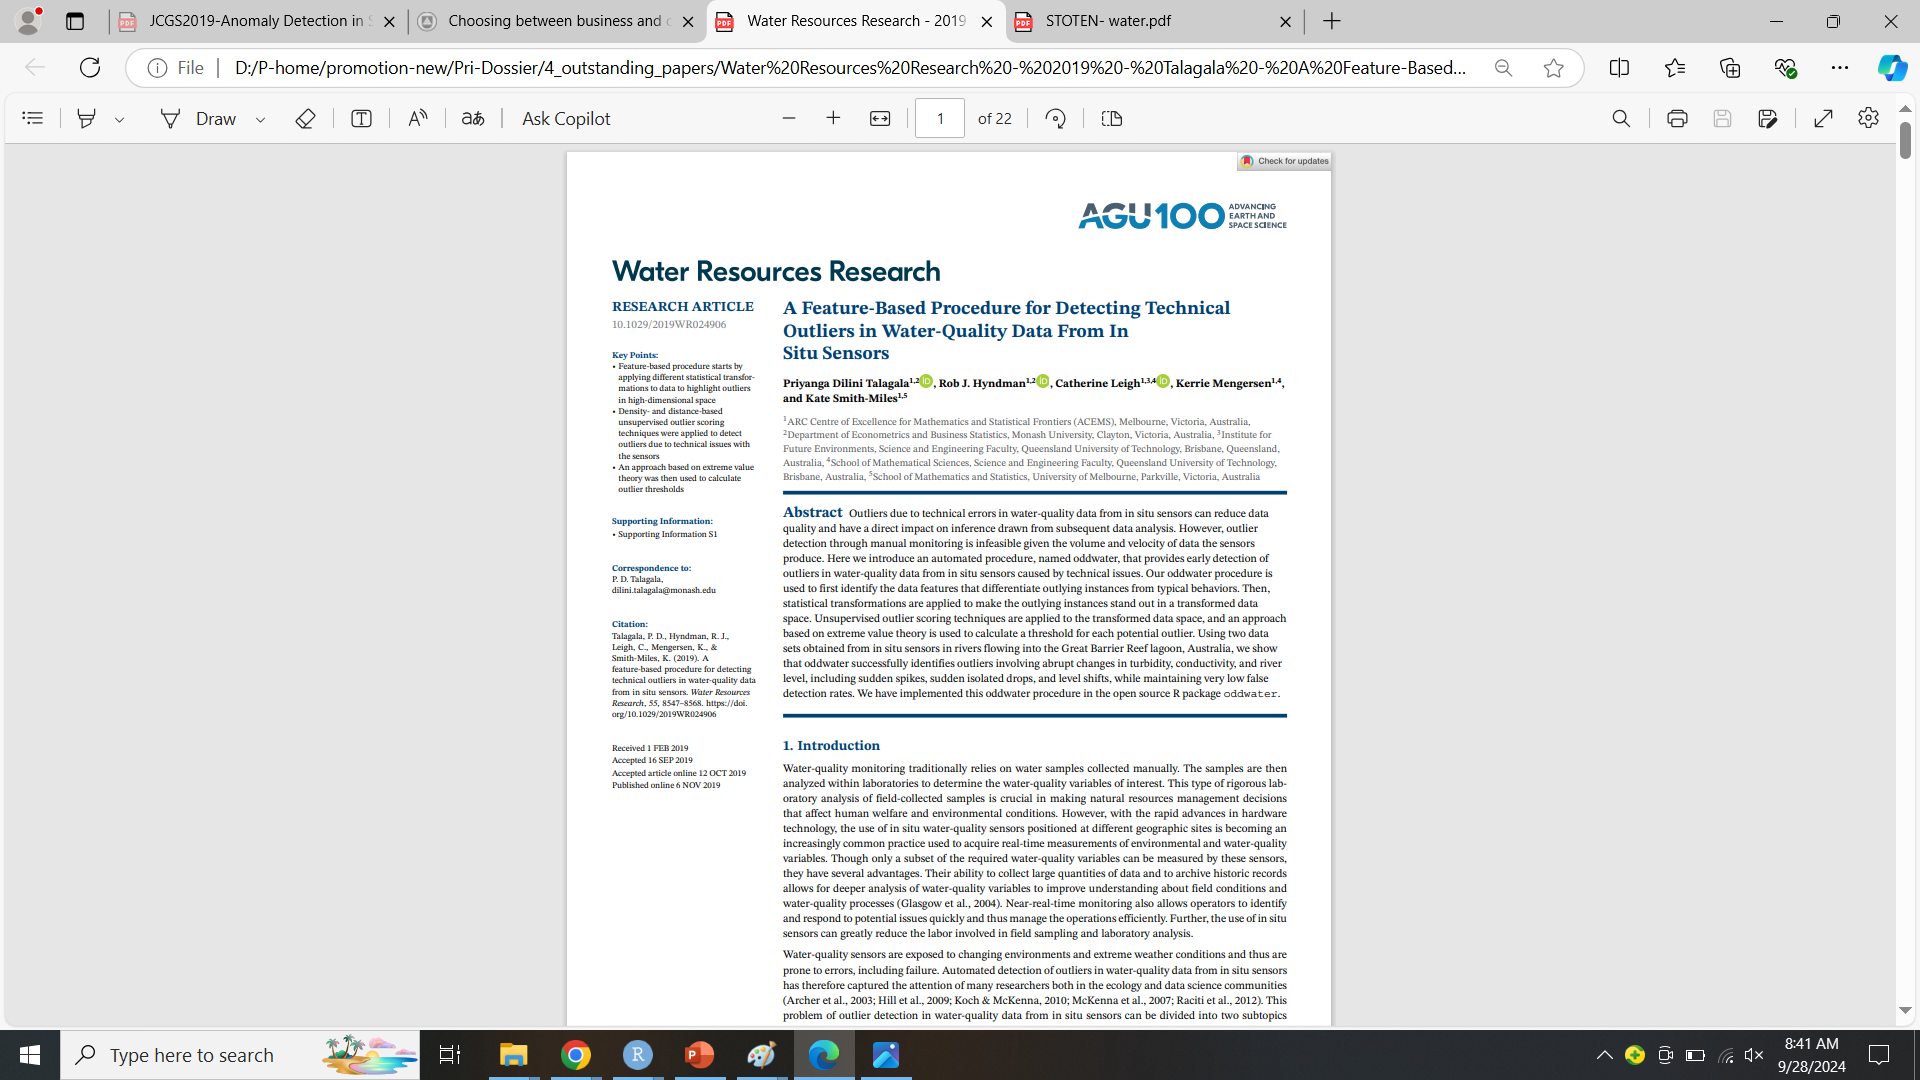 JCGS2019-Anomaly Detection in S
Choosing between business and c
Water Resources Research - 2019
STOTEN- water.pdf
File
D:/P-home/promotion-new/Pri-Dossier/4_outstanding_papers/Water%20Resources%20Research%20-%202019%20-%20Talagala%20-%20A%20Feature-Based...
Draw
Ask Copilot
1 of 22
Check for updates
AGU100 ADVANCING
EARTH AND
SPACE SCIENCE
Water Resources Research
RESEARCH ARTICLE
10.1029/2019WR024906
Key Points:
• Feature-based procedure starts by
applying different statistical transfor-
mations to data to highlight outliers
in high-dimensional space
• Density- and distance-based
unsupervised outlier scoring
techniques were applied to detect
outliers due to technical issues with
the sensors
• An approach based on extreme value
theory was then used to calculate
outlier thresholds
Supporting Information:
• Supporting Information S1
Correspondence to:
P. D. Talagala,
dilini.talagala@monash.edu
Citation:
Talagala, P. D., Hyndman, R. J.,
Leigh, C., Mengersen, K., &
Smith-Miles, K. (2019). A
feature-based procedure for detecting
technical outliers in water-quality data
from in situ sensors. Water Resources
Research, 55, 8547–8568. https://doi.
org/10.1029/2019WR024906
Received 1 FEB 2019
Accepted 16 SEP 2019
Accepted article online 12 OCT 2019
Published online 6 NOV 2019
A Feature-Based Procedure for Detecting Technical
Outliers in Water-Quality Data From In
Situ Sensors
Priyanga Dilini Talagala1,2 iD, Rob J. Hyndman1,2 iD, Catherine Leigh1,3,4 iD, Kerrie Mengersen1,4,
and Kate Smith-Miles1,5
1ARC Centre of Excellence for Mathematics and Statistical Frontiers (ACEMS), Melbourne, Victoria, Australia,
2Department of Econometrics and Business Statistics, Monash University, Clayton, Victoria, Australia, 3Institute for
Future Environments, Science and Engineering Faculty, Queensland University of Technology, Brisbane, Queensland,
Australia, 4School of Mathematical Sciences, Science and Engineering Faculty, Queensland University of Technology,
Brisbane, Australia, 5School of Mathematics and Statistics, University of Melbourne, Parkville, Victoria, Australia
Abstract Outliers due to technical errors in water-quality data from in situ sensors can reduce data
quality and have a direct impact on inference drawn from subsequent data analysis. However, outlier
detection through manual monitoring is infeasible given the volume and velocity of data the sensors
produce. Here we introduce an automated procedure, named oddwater, that provides early detection of
outliers in water-quality data from in situ sensors caused by technical issues. Our oddwater procedure is
used to first identify the data features that differentiate outlying instances from typical behaviors. Then,
statistical transformations are applied to make the outlying instances stand out in a transformed data
space. Unsupervised outlier scoring techniques are applied to the transformed data space, and an approach
based on extreme value theory is used to calculate a threshold for each potential outlier. Using two data
sets obtained from in situ sensors in rivers flowing into the Great Barrier Reef lagoon, Australia, we show
that oddwater successfully identifies outliers involving abrupt changes in turbidity, conductivity, and river
level, including sudden spikes, sudden isolated drops, and level shifts, while maintaining very low false
detection rates. We have implemented this oddwater procedure in the open source R package oddwater.
1. Introduction
Water-quality monitoring traditionally relies on water samples collected manually. The samples are then
analyzed within laboratories to determine the water-quality variables of interest. This type of rigorous lab-
oratory analysis of field-collected samples is crucial in making natural resources management decisions
that affect human welfare and environmental conditions. However, with the rapid advances in hardware
technology, the use of in situ water-quality sensors positioned at different geographic sites is becoming an
increasingly common practice used to acquire real-time measurements of environmental and water-quality
variables. Though only a subset of the required water-quality variables can be measured by these sensors,
they have several advantages. Their ability to collect large quantities of data and to archive historic records
allows for deeper analysis of water-quality variables to improve understanding about field conditions and
water-quality processes (Glasgow et al., 2004). Near-real-time monitoring also allows operators to identify
and respond to potential issues quickly and thus manage the operations efficiently. Further, the use of in situ
sensors can greatly reduce the labor involved in field sampling and laboratory analysis.
Water-quality sensors are exposed to changing environments and extreme weather conditions and thus are
prone to errors, including failure. Automated detection of outliers in water-quality data from in situ sensors
has therefore captured the attention of many researchers both in the ecology and data science communities
(Archer et al., 2003; Hill et al., 2009; Koch & McKenna, 2010; McKenna et al., 2007; Raciti et al., 2012). This
problem of outlier detection in water-quality data from in situ sensors can be divided into two subtopics
Type here to search
8:41 AM
9/28/2024